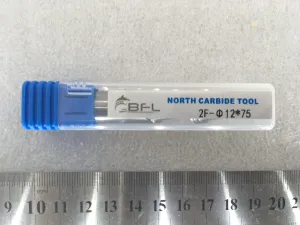 BFL
NORTH CARBIDE TOOL
2F-Φ12*75
9 10 11 12 13 14 15 16 17 18 19 20